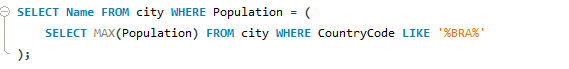 SELECT Name FROM city WHERE Population = (
SELECT MAX(Population) FROM city WHERE CountryCode LIKE '%BRA%'
);